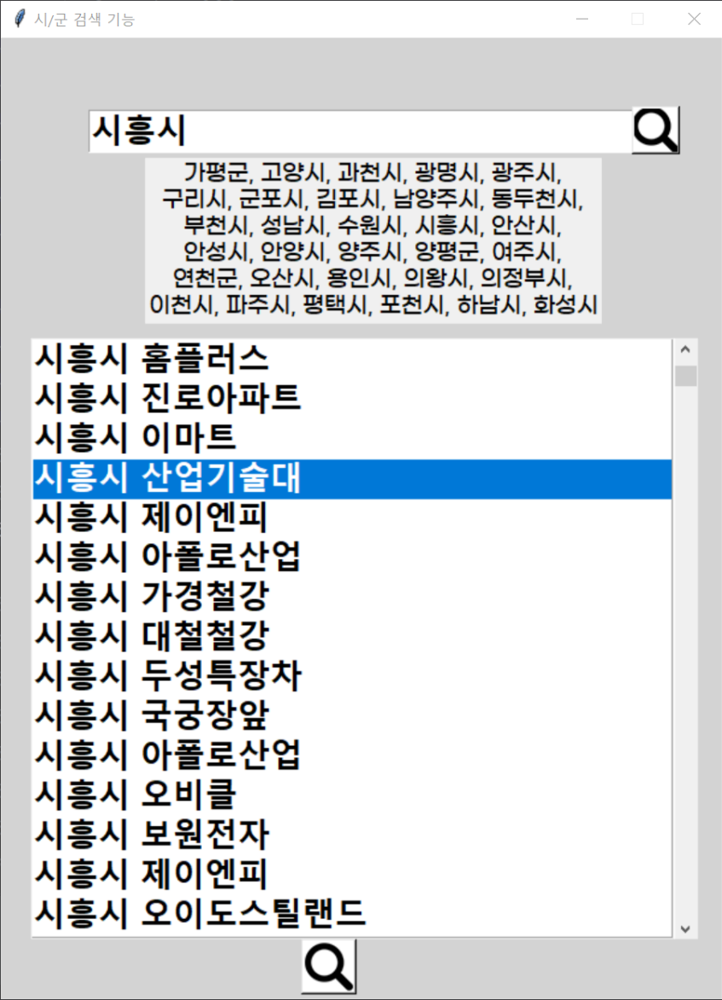 시/군 검색 기능
시흥시
가평군, 고양시, 과천시, 광명시, 광주시,
구리시, 군포시, 김포시, 남양주시, 동두천시,
부천시, 성남시, 수원시, 시흥시, 안산시,
안성시, 안양시, 양주시, 양평군, 여주시,
연천군, 오산시, 용인시, 의왕시, 의정부시,
이천시, 파주시, 평택시, 포천시, 하남시, 화성시
시흥시 홈플러스
시흥시 진로아파트
시흥시 이마트
시흥시 산업기술대
시흥시 제이엔피
시흥시 아폴로산업
시흥시 가경철강
시흥시 대철철강
시흥시 두성특장차
시흥시 국궁장앞
시흥시 아폴로산업
시흥시 오비클
시흥시 보원전자
시흥시 제이엔피
시흥시 오이도스틸랜드